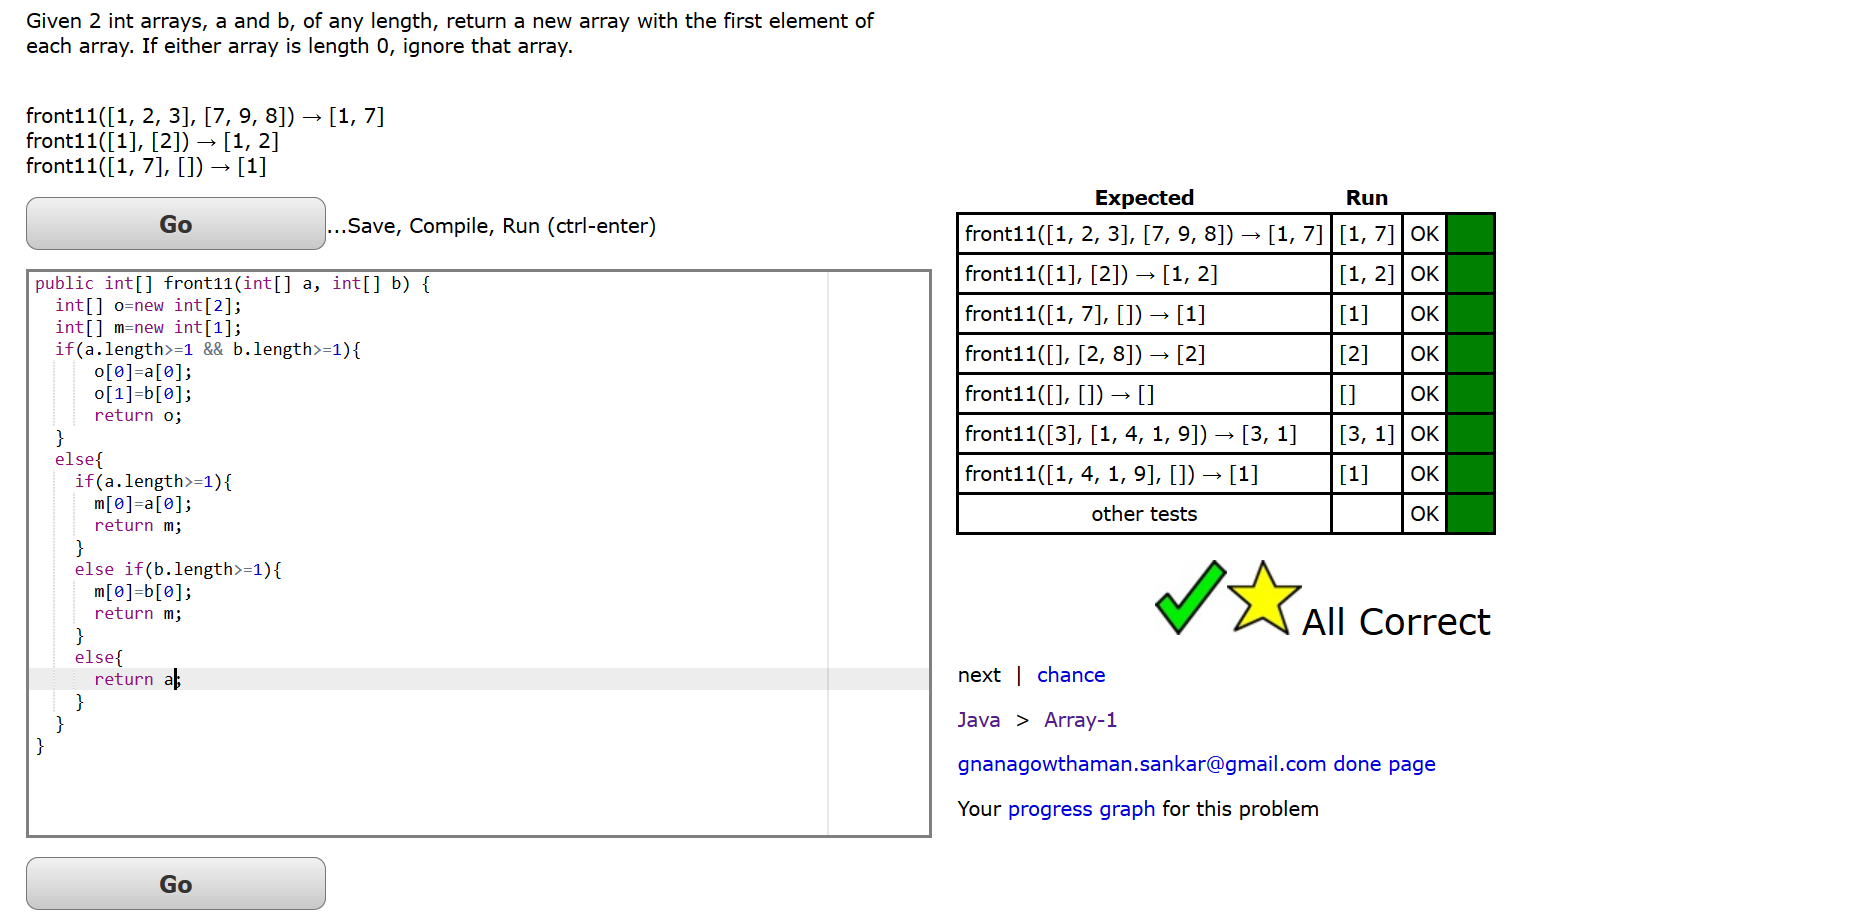 Given 2 int arrays, a and b, of any length, return a new array with the first element of
each array. If either array is length 0, ignore that array.
front11([1, 2, 3], [7, 9, 8]) → [1, 7]
front11([1], [2]) → [1, 2]
front11([1, 7], []) → [1]
Go
...Save, Compile, Run (ctrl-enter)
public int[] front11(int[] a, int[] b) {
  int[] o=new int[2];
  int[] m=new int[1];
  if(a.length>=1 && b.length>=1){
      o[0]=a[0];
      o[1]=b[0];
      return o;
  }
  else{
    if(a.length>=1){
      m[0]=a[0];
      return m;
    }
    else if(b.length>=1){
      m[0]=b[0];
      return m;
    }
    else{
      return a;
    }
  }
}
Go
Expected Run
front11([1, 2, 3], [7, 9, 8]) → [1, 7] [1, 7] OK
front11([1], [2]) → [1, 2] [1, 2] OK
front11([1, 7], []) → [1] [1] OK
front11([], [2, 8]) → [2] [2] OK
front11([], []) → [] [] OK
front11([3], [1, 4, 1, 9]) → [3, 1] [3, 1] OK
front11([1, 4, 1, 9], []) → [1] [1] OK
other tests OK
All Correct
next | chance
Java > Array-1
gnanagowthaman.sankar@gmail.com done page
Your progress graph for this problem